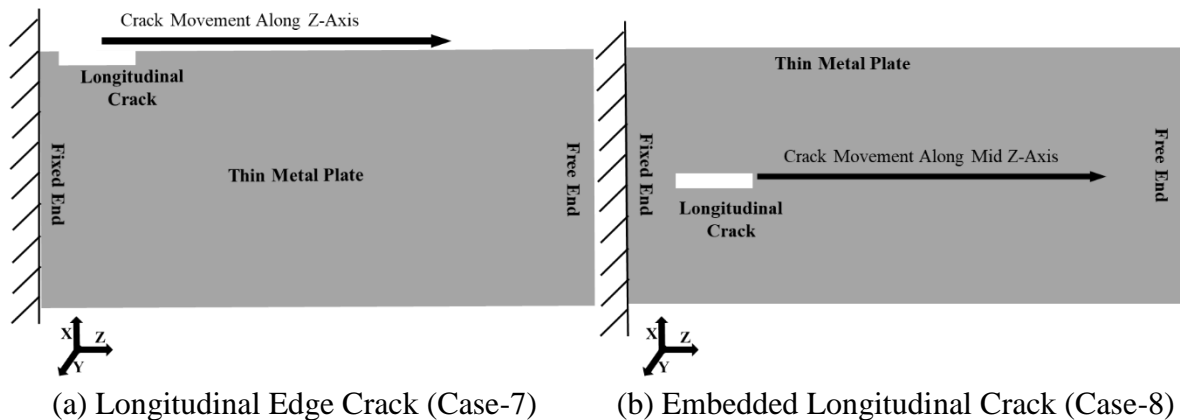 Crack Movement Along Z-Axis
Longitudinal
Crack
Fixed End
Thin Metal Plate
Free End
X
Z
Y
(a) Longitudinal Edge Crack (Case-7)
Thin Metal Plate
Crack Movement Along Mid Z-Axis
Fixed End
Longitudinal
Crack
Free End
X
Z
Y
(b) Embedded Longitudinal Crack (Case-8)